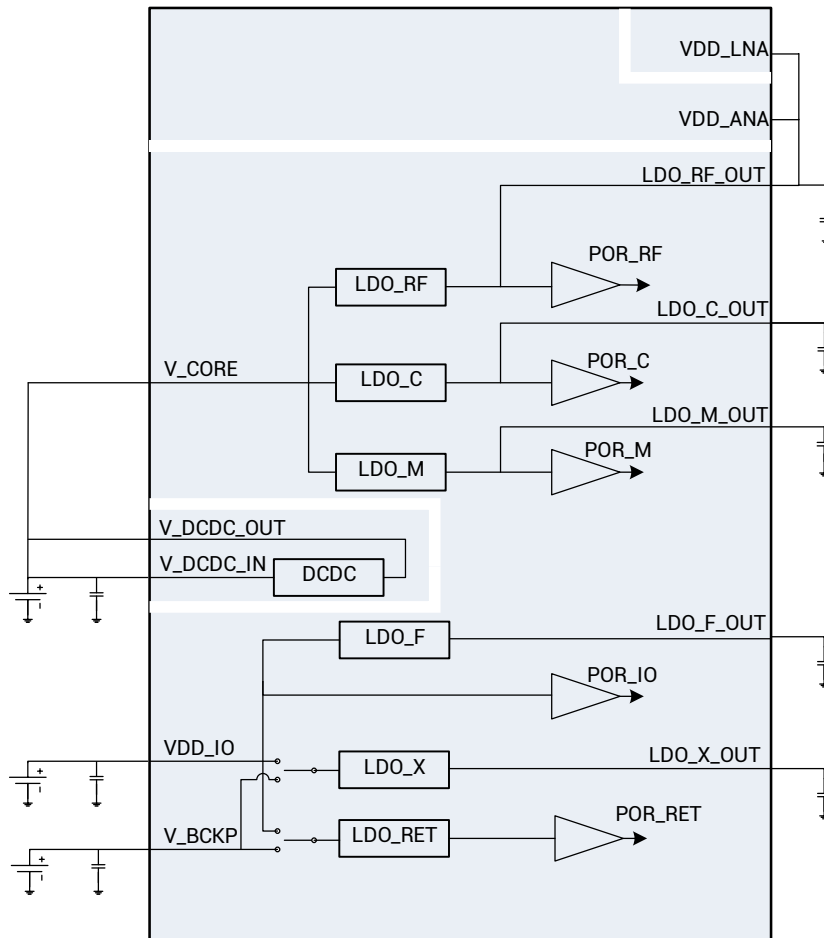 VDD_LNA
VDD_ANA
LDO_RF_OUT
POR_RF
LDO_RF
LDO_C_OUT
V_CORE
LDO_C
POR_C
LDO_M_OUT
POR_M
LDO_M
V_DCDC_OUT
V_DCDC_IN
DCDC
+
-
LDO_F
LDO_F_OUT
POR_IO
VDD_IO
LDO_X
LDO_X_OUT
+
-
V_BCKP
LDO_RET
POR_RET
+
-